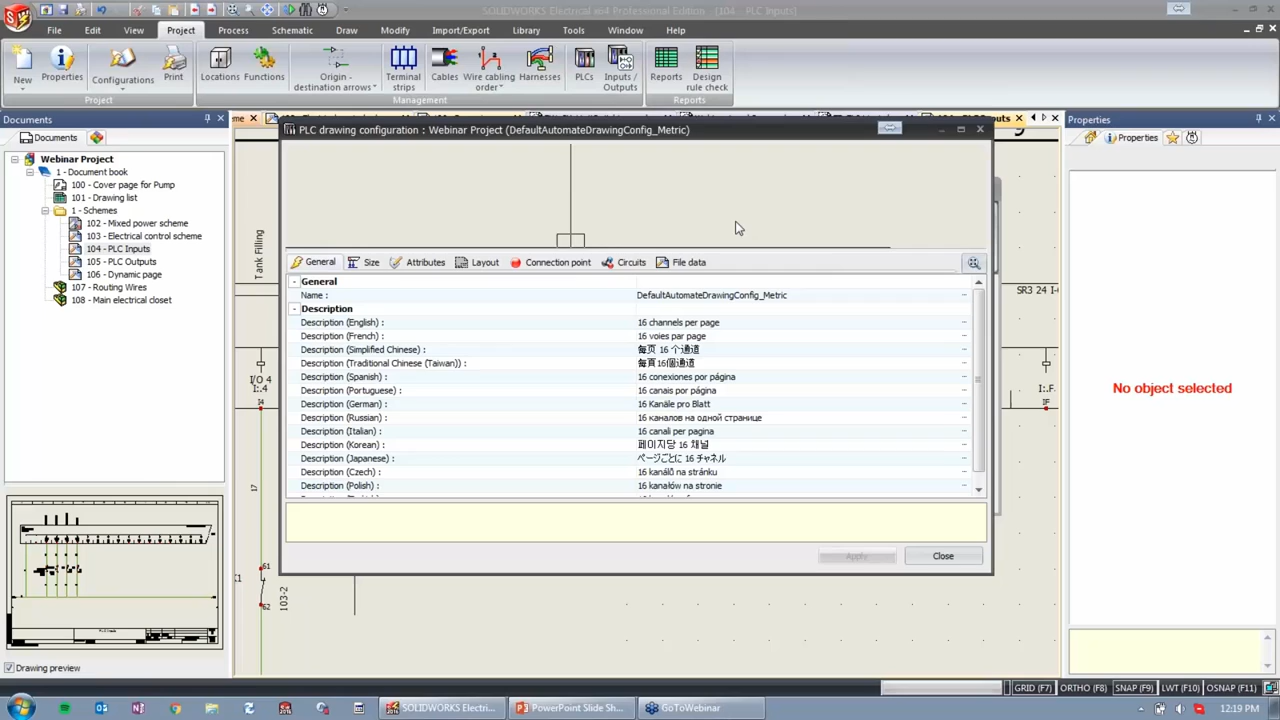 SOLIDWORKS Electrical x64 Professional Edition - [104 - PLC Inputs]
File Edit View Project Process Schematic Draw Modify Import/Export Library Tools Window Help
New Properties Configurations Print Locations Functions Origin - destination arrows Terminal strips Cables Wire cabling order Harnesses PLCs Inputs / Outputs Reports Design rule check
Project Management Reports
Documents
Documents
Webinar Project
1 - Document book
100 - Cover page for Pump
101 - Drawing list
1 - Schemes
102 - Mixed power scheme
103 - Electrical control scheme
104 - PLC Inputs
105 - PLC Outputs
106 - Dynamic page
107 - Routing Wires
108 - Main electrical closet
Drawing preview
Tank Filling
I/O 4
I:.4
I4
17
61
62
103-2
PLC drawing configuration : Webinar Project (DefaultAutomateDrawingConfig_Metric)
General Size Attributes Layout Connection point Circuits File data
General
Name : DefaultAutomateDrawingConfig_Metric
Description
Description (English) : 16 channels per page
Description (French) : 16 voies par page
Description (Simplified Chinese) : 每页 16 个通道
Description (Traditional Chinese (Taiwan)) : 每頁16個通道
Description (Spanish) : 16 conexiones por página
Description (Portuguese) : 16 canais por página
Description (German) : 16 Kanäle pro Blatt
Description (Russian) : 16 каналов на одной странице
Description (Italian) : 16 canali per pagina
Description (Korean) : 페이지당 16 채널
Description (Japanese) : ページごとに 16 チャネル
Description (Czech) : 16 kanálů na stránku
Description (Polish) : 16 kanałów na stronie
Apply Close
SR3 24 I-
I:.F
IF
Properties
Properties
No object selected
GRID (F7) ORTHO (F8) SNAP (F9) LWT (F10) OSNAP (F11)
SOLIDWORKS Electri... PowerPoint Slide Sh... GoToWebinar 12:19 PM